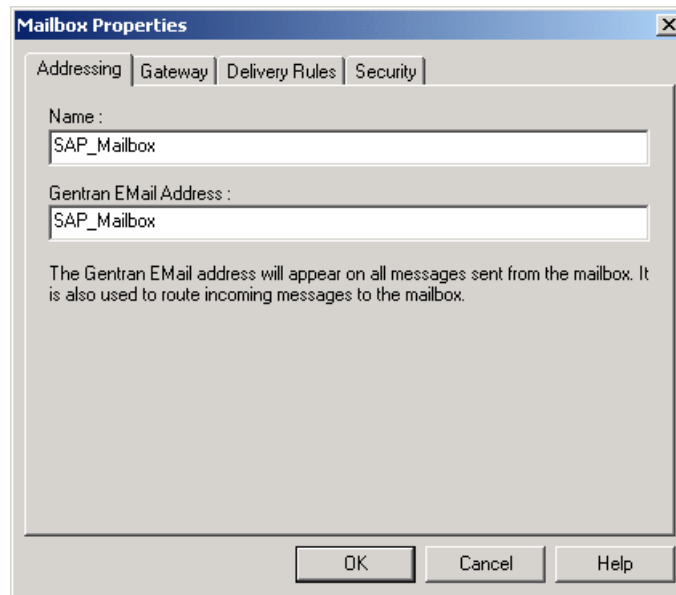 Mailbox Properties
Addressing Gateway Delivery Rules Security
Name :
SAP_Mailbox
Gentran EMail Address :
SAP_Mailbox
The Gentran EMail address will appear on all messages sent from the mailbox. It
is also used to route incoming messages to the mailbox.
OK Cancel Help